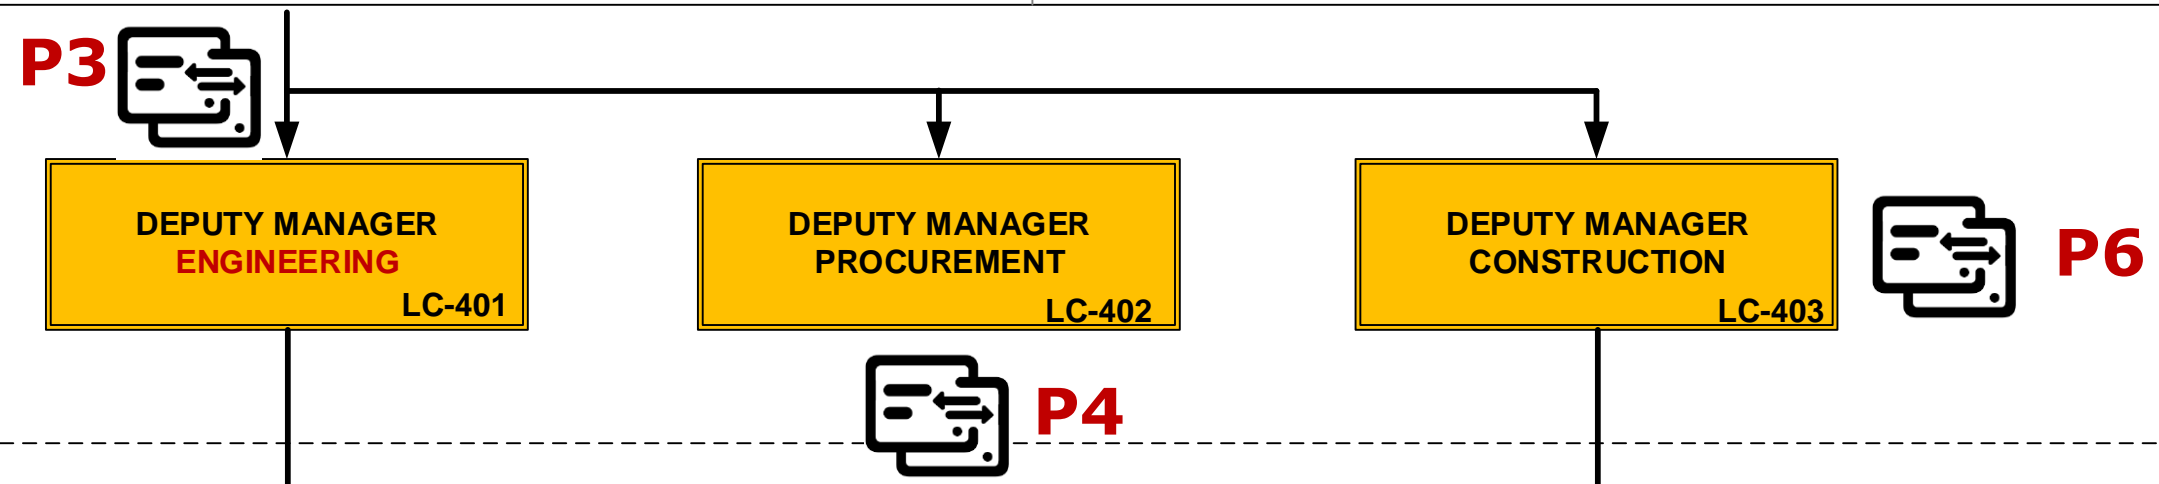 P3
DEPUTY MANAGER
ENGINEERING
LC-401
DEPUTY MANAGER
PROCUREMENT
LC-402
DEPUTY MANAGER
CONSTRUCTION
LC-403
P6
P4